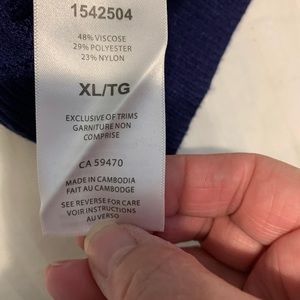 1542504
48% VISCOSE
29% POLYESTER
23% NYLON
XL/TG
EXCLUSIVE OF TRIMS
GARNITURE NON
COMPRISE
CA 59470
MADE IN CAMBODIA
FAIT AU CAMBODGE
SEE REVERSE FOR CARE
VOIR INSTRUCTIONS
AU VERSO